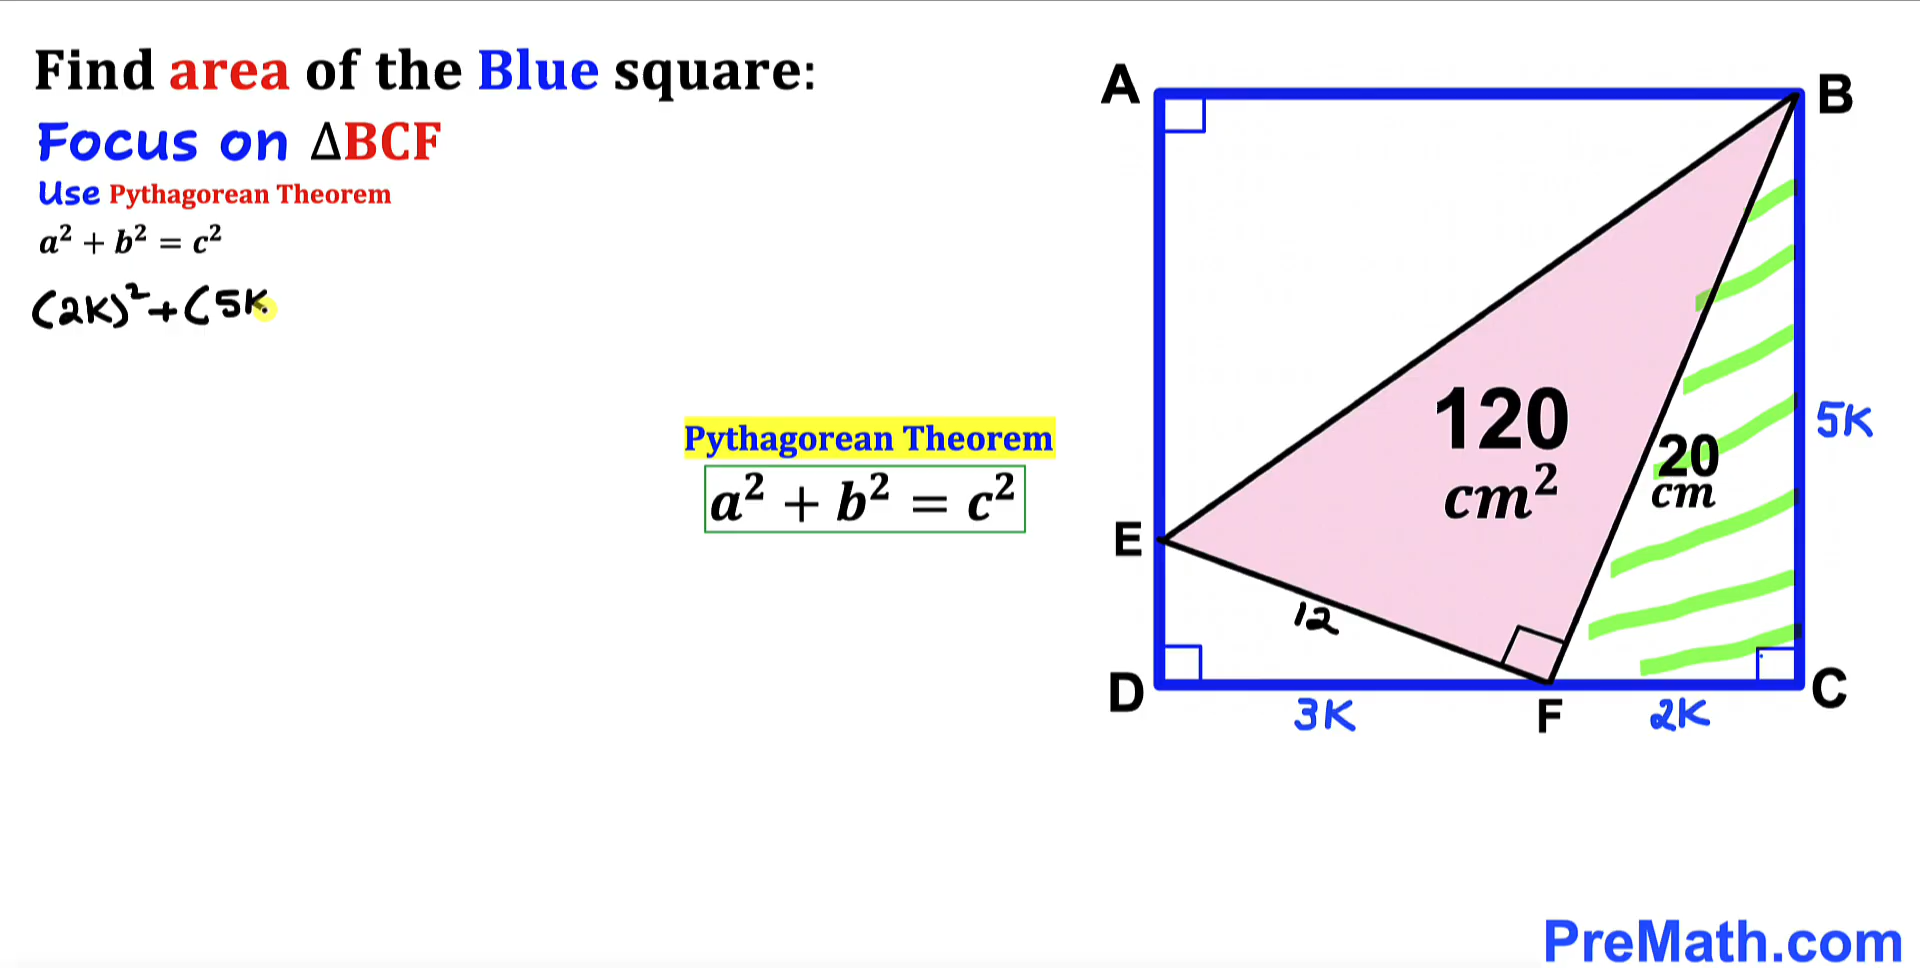 Find area of the Blue square:
Focus on ΔBCF
Use Pythagorean Theorem
a² + b² = c²
(2K)²+(5K
Pythagorean Theorem
a² + b² = c²
A
B
120
cm²
20
cm
5K
E
12
D
C
3K
F
2K
PreMath.com